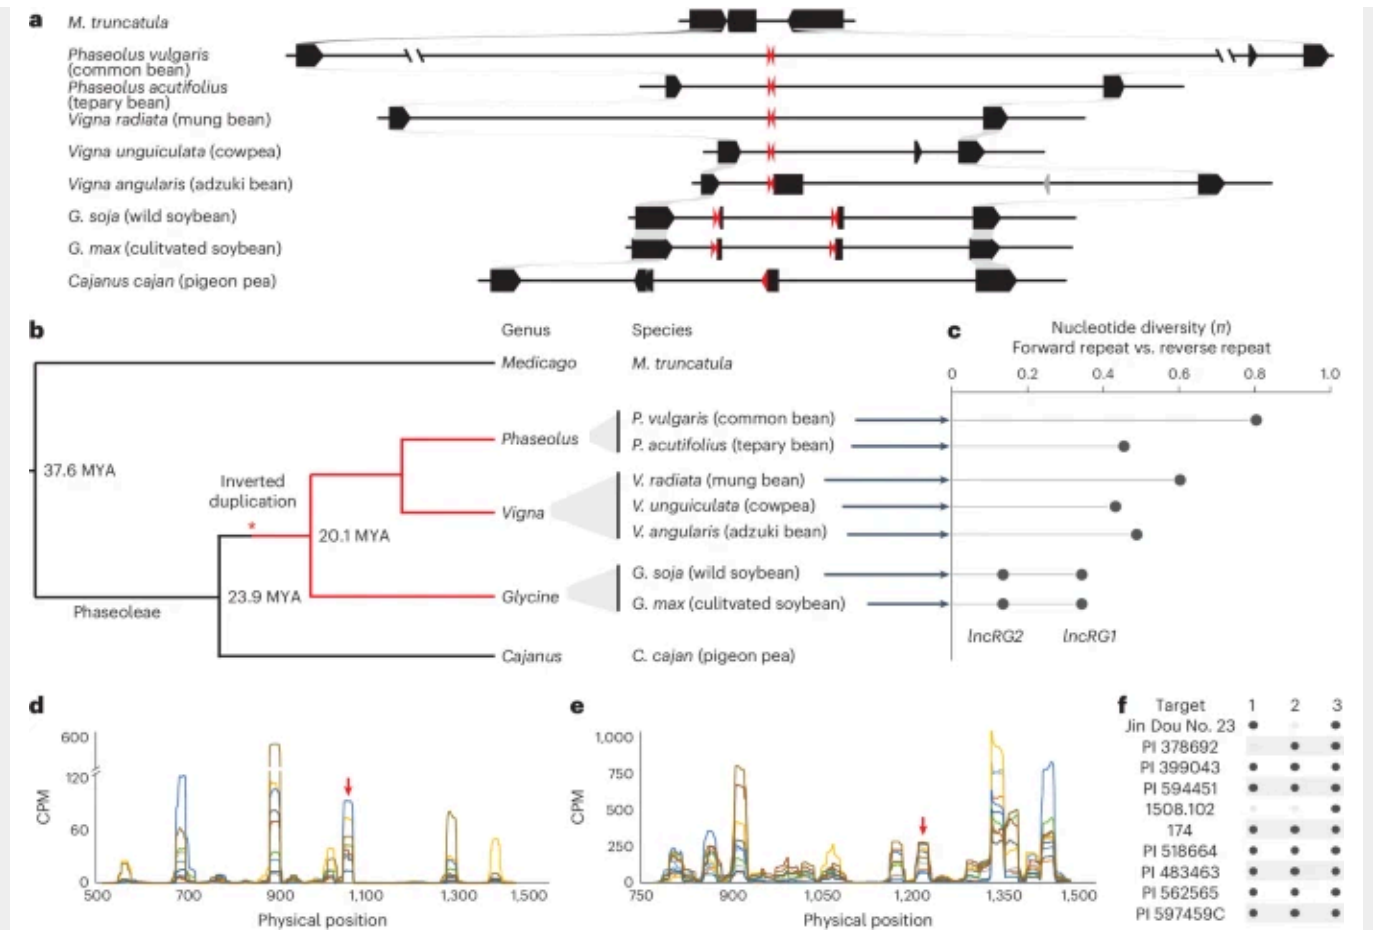 a
M. truncatula
Phaseolus vulgaris
(common bean)
Phaseolus acutifolius
(tepary bean)
Vigna radiata (mung bean)
Vigna unguiculata (cowpea)
Vigna angularis (adzuki bean)
G. soja (wild soybean)
G. max (culitvated soybean)
Cajanus cajan (pigeon pea)
b
Genus
Species
Medicago
M. truncatula
Phaseolus
P. vulgaris (common bean)
P. acutifolius (tepary bean)
37.6 MYA
Inverted
duplication
*
V. radiata (mung bean)
Vigna
V. unguiculata (cowpea)
V. angularis (adzuki bean)
20.1 MYA
G. soja (wild soybean)
Glycine
G. max (culitvated soybean)
23.9 MYA
Phaseoleae
Cajanus
C. cajan (pigeon pea)
c
Nucleotide diversity (π)
Forward repeat vs. reverse repeat
0 0.2 0.4 0.6 0.8 1.0
lncRG2 lncRG1
d
CPM
600
120
60
0
500 700 900 1,100 1,300 1,500
Physical position
e
CPM
1,000
750
500
250
0
750 900 1,050 1,200 1,350 1,500
Physical position
f
Target 1 2 3
Jin Dou No. 23
PI 378692
PI 399043
PI 594451
1508.102
174
PI 518664
PI 483463
PI 562565
PI 597459C